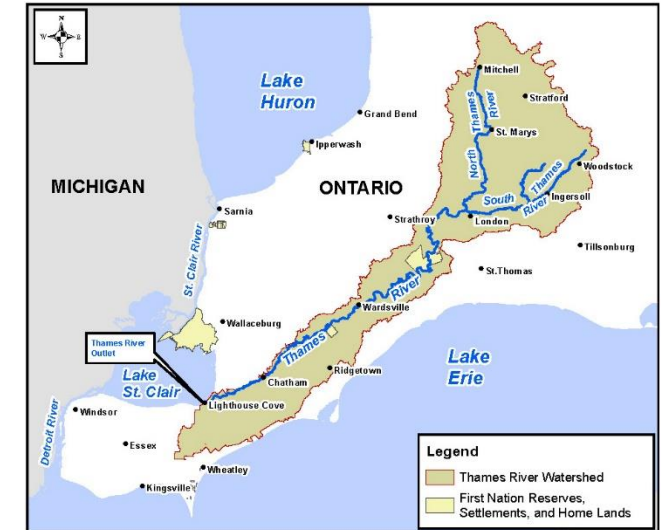 N
W
E
S
Lake
Huron
Mitchell
Stratford
Grand Bend
North Thames River
St. Marys
Ipperwash
Woodstock
MICHIGAN
ONTARIO
South Thames River
Ingersoll
Sarnia
Strathroy
London
St. Clair River
Tillsonburg
St.Thomas
Wardsville
Wallaceburg
Thames River
Thames River
Outlet
Lake
Erie
Lake
St. Clair
Ridgetown
Chatham
Lighthouse Cove
Windsor
Detroit River
Essex
Wheatley
Kingsville
Legend
Thames River Watershed
First Nation Reserves,
Settlements, and Home Lands